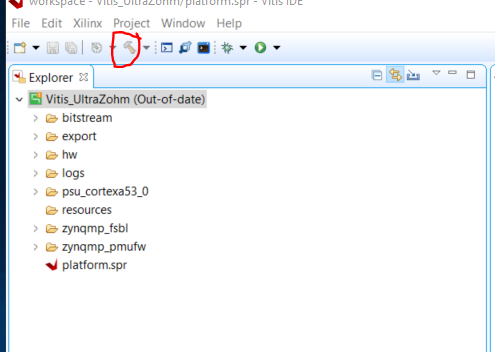 workspace - Vitis_UltraZohm/platform.spr - Vitis IDE
File Edit Xilinx Project Window Help
Explorer
Vitis_UltraZohm (Out-of-date)
bitstream
export
hw
logs
psu_cortexa53_0
resources
zynqmp_fsbl
zynqmp_pmufw
platform.spr